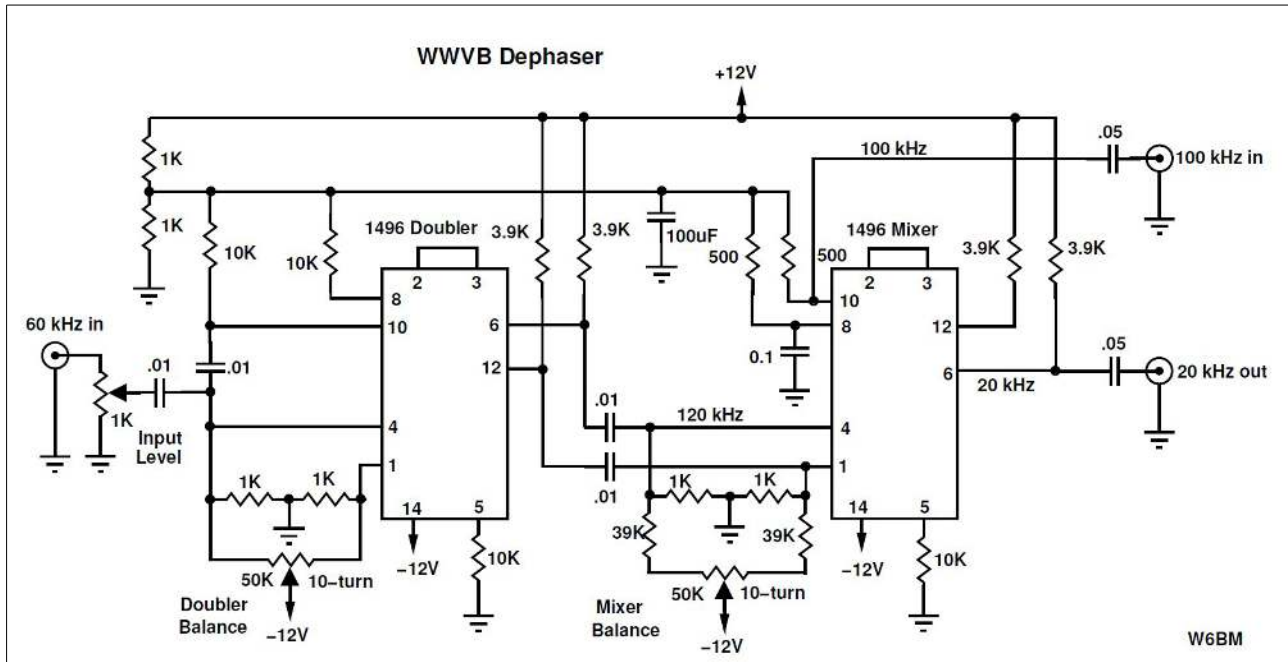 WWVB Dephaser
+12V
.05
100 kHz
100 kHz in
1K
1K
10K
10K
1496 Doubler
3.9K
3.9K
100uF
500
500
1496 Mixer
3.9K
3.9K
2
3
2
3
8
10
10
8
6
12
12
6
60 kHz in
.01
.01
1K
Input
Level
0.1
.05
20 kHz
20 kHz out
4
1
.01
120 kHz
4
1
.01
1K
1K
1K
1K
14
5
14
5
39K
39K
10K
10K
−12V
−12V
50K
10−turn
50K
10−turn
Doubler
Balance
−12V
Mixer
Balance
−12V
W6BM